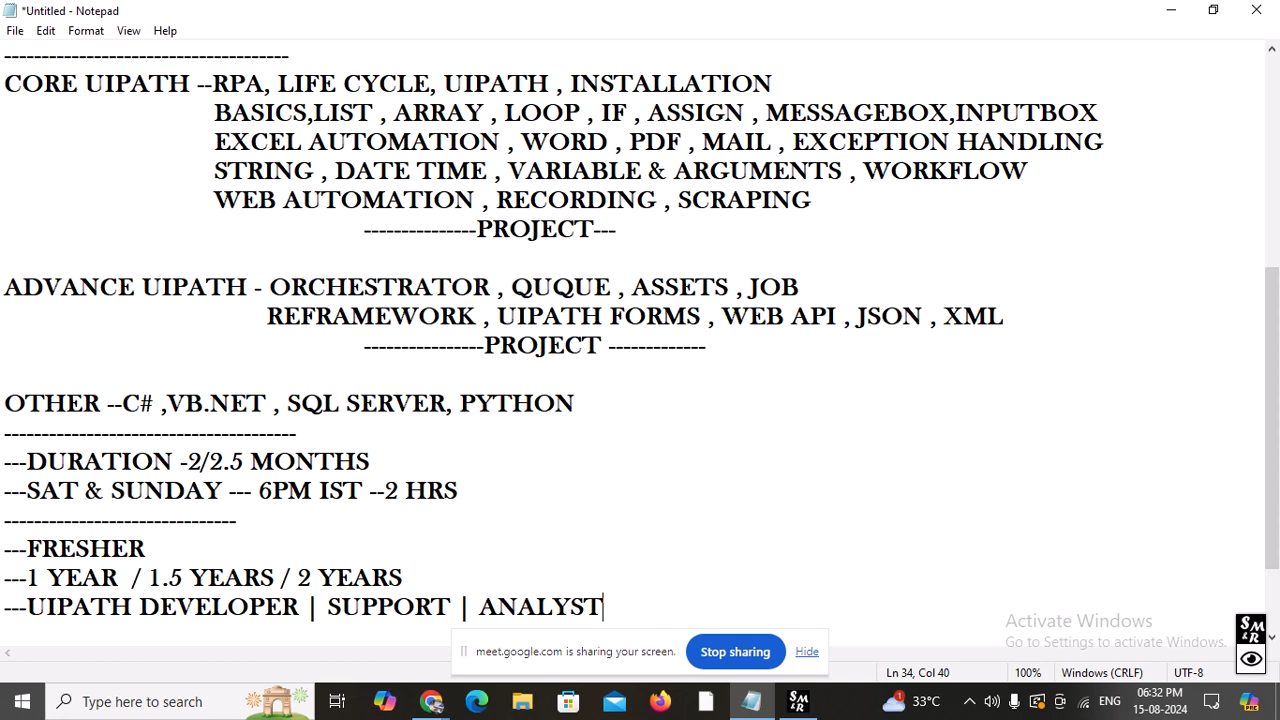 *Untitled - Notepad
File Edit Format View Help
--------------------------------------
CORE UIPATH --RPA, LIFE CYCLE, UIPATH , INSTALLATION
BASICS,LIST , ARRAY , LOOP , IF , ASSIGN , MESSAGEBOX,INPUTBOX
EXCEL AUTOMATION , WORD , PDF , MAIL , EXCEPTION HANDLING
STRING , DATE TIME , VARIABLE & ARGUMENTS , WORKFLOW
WEB AUTOMATION , RECORDING , SCRAPING
---------------PROJECT---
ADVANCE UIPATH - ORCHESTRATOR , QUQUE , ASSETS , JOB
REFRAMEWORK , UIPATH FORMS , WEB API , JSON , XML
----------------PROJECT -------------
OTHER --C# ,VB.NET , SQL SERVER, PYTHON
---------------------------------------
---DURATION -2/2.5 MONTHS
---SAT & SUNDAY --- 6PM IST --2 HRS
-------------------------------
---FRESHER
---1 YEAR / 1.5 YEARS / 2 YEARS
---UIPATH DEVELOPER | SUPPORT | ANALYST
Activate Windows
Go to Settings to activate Windows.
SM
&R
meet.google.com is sharing your screen. Stop sharing Hide
Ln 34, Col 40 100% Windows (CRLF) UTF-8
Type here to search
SM
&R
1 33°C ENG 06:32 PM
15-08-2024
PRE